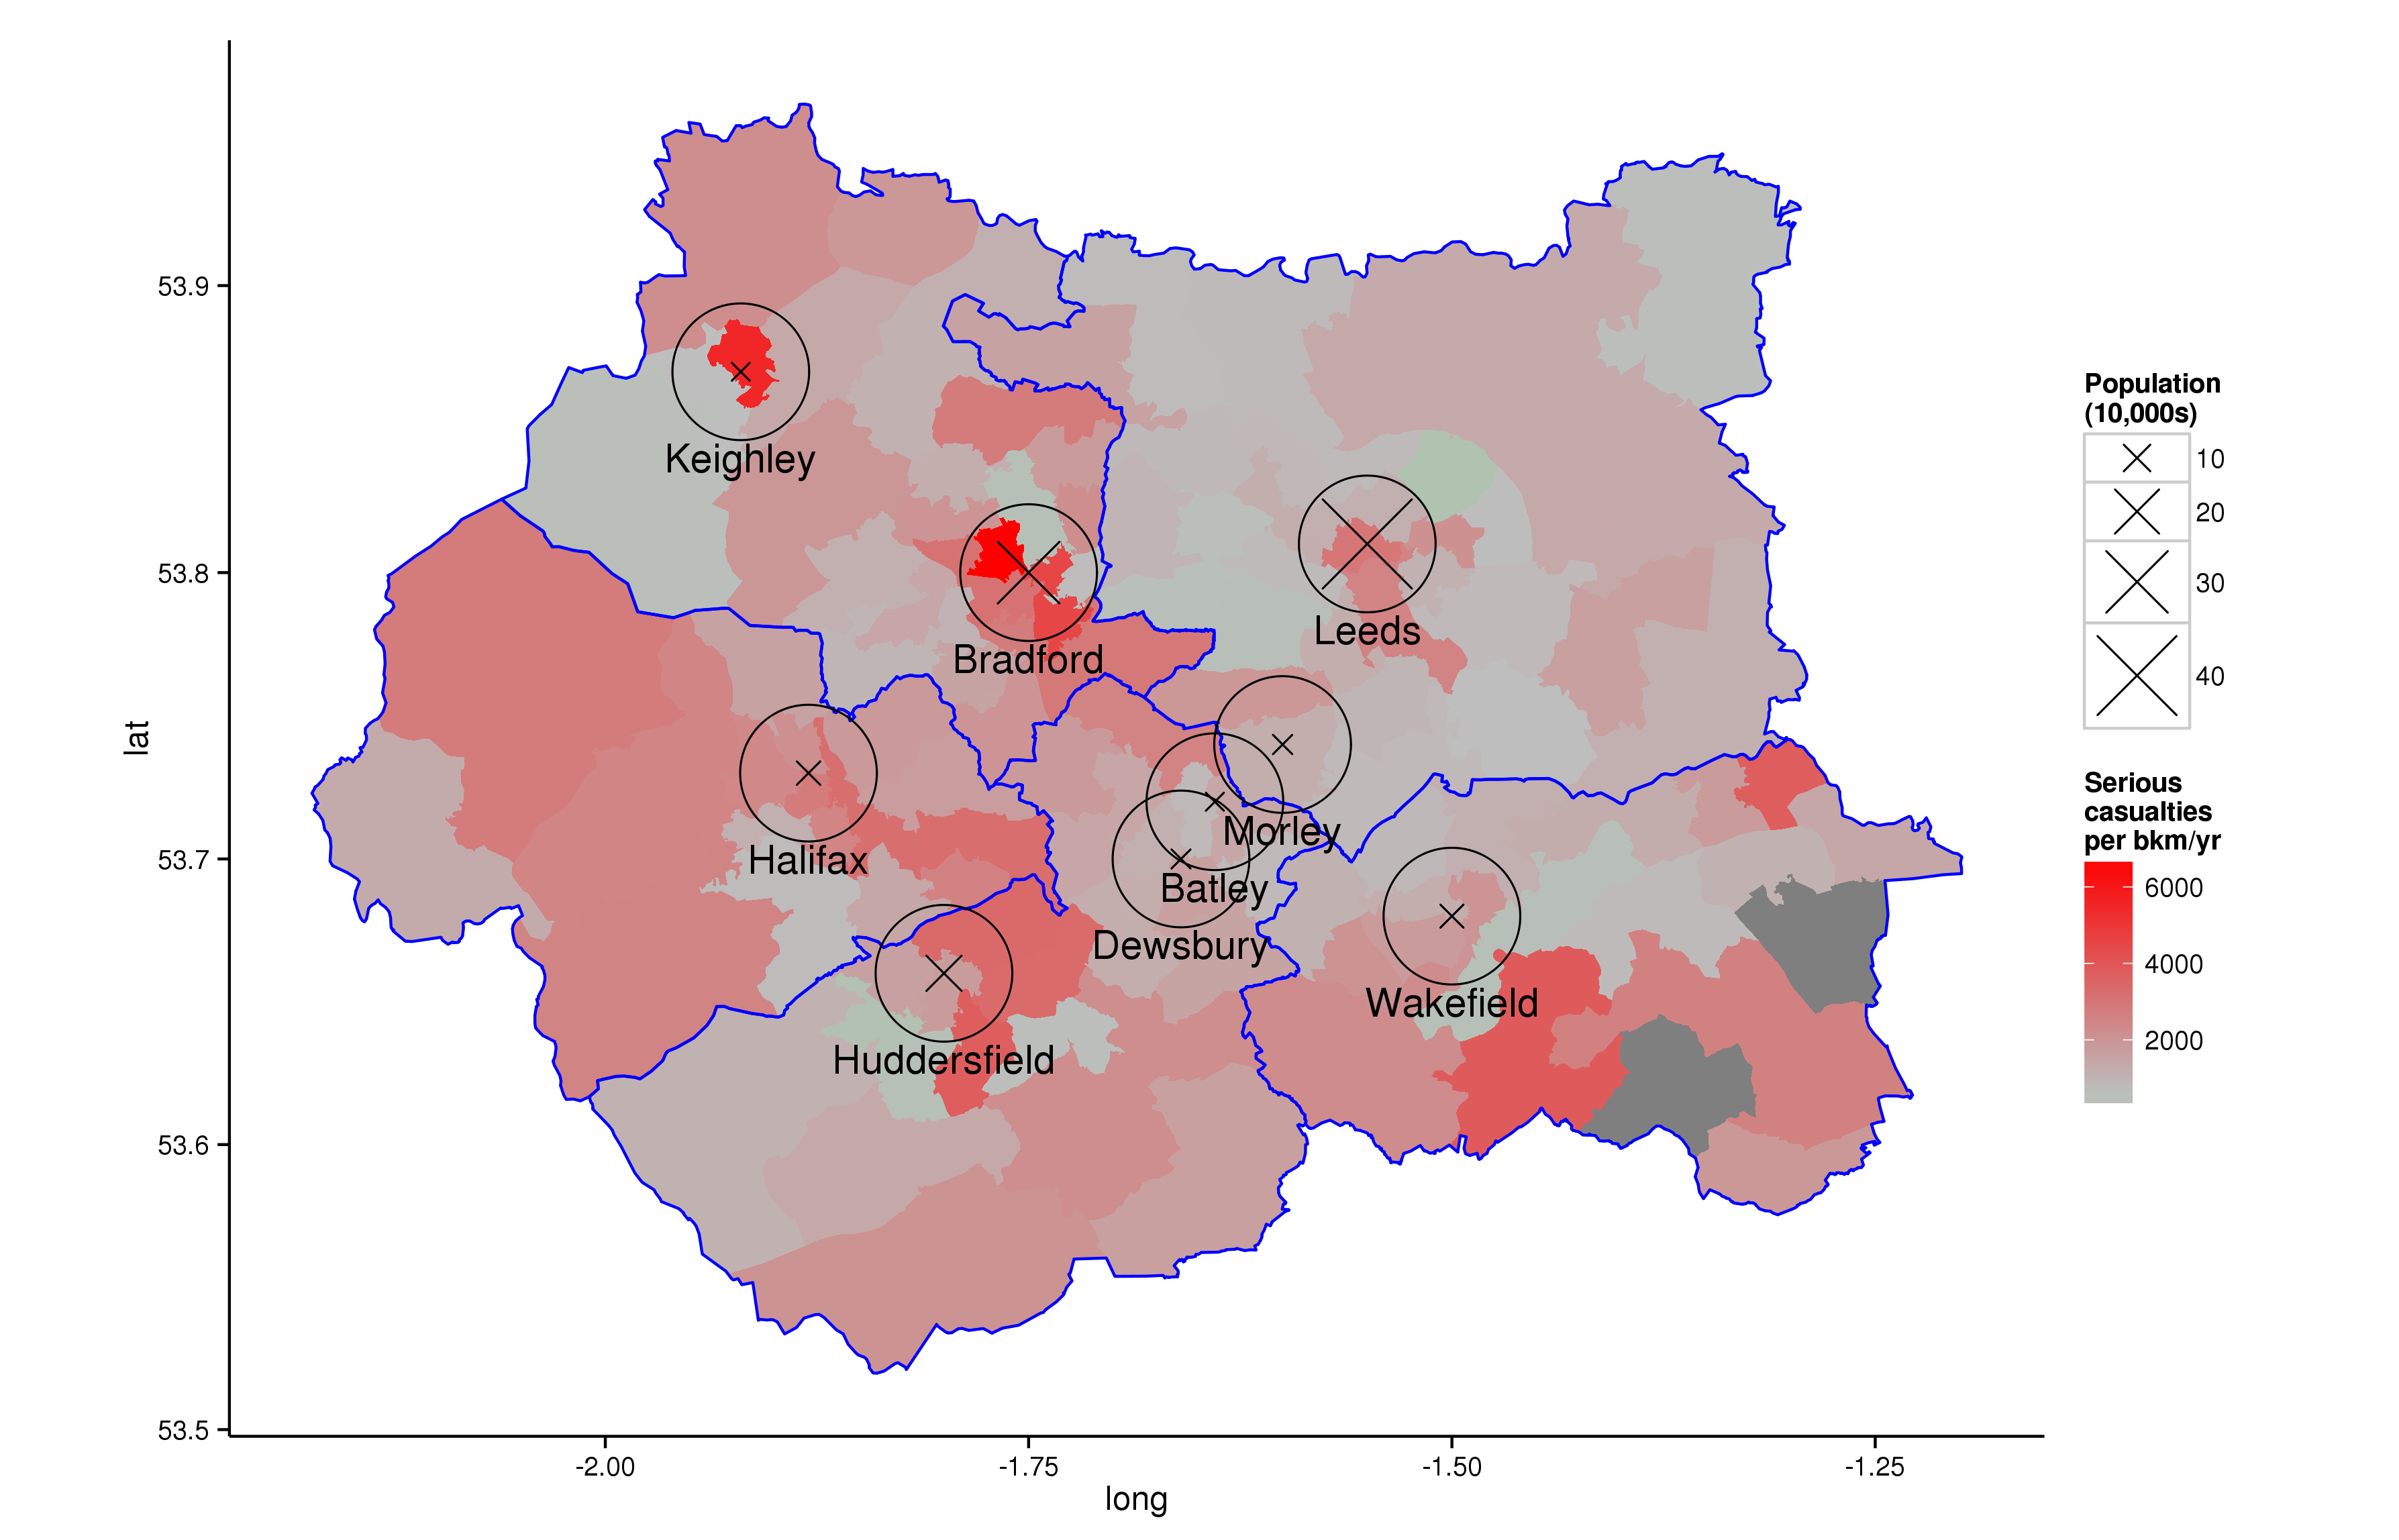 53.9
53.8
53.7
53.6
53.5
lat
-2.00
-1.75
-1.50
-1.25
long
Keighley
Bradford
Leeds
Halifax
Morley
Batley
Dewsbury
Wakefield
Huddersfield
Population
(10,000s)
10
20
30
40
Serious
casualties
per bkm/yr
6000
4000
2000